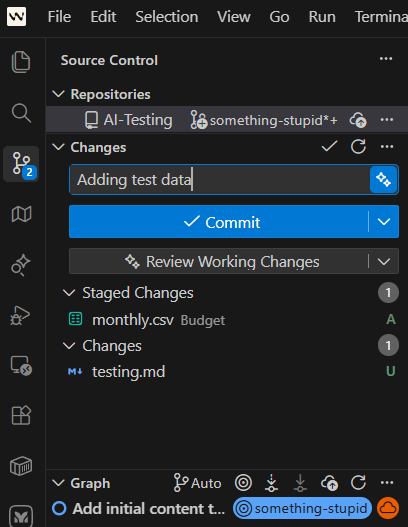 File Edit Selection View Go Run Termina
Source Control
Repositories
AI-Testing something-stupid*+
Changes
Adding test data
Commit
2
Review Working Changes
Staged Changes 1
monthly.csv Budget A
Changes 1
testing.md U
Graph Auto
Add initial content t... something-stupid